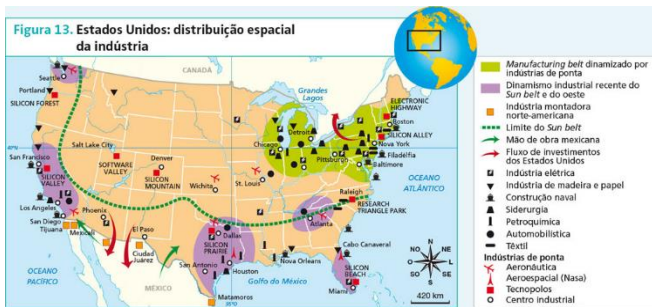 Figura 13. Estados Unidos: distribuição espacial
da indústria
CANADÁ
Seattle
Portland
SILICON FOREST
Grandes
Lagos
ELECTRONIC
HIGHWAY
Boston
SILICON ALLEY
Nova York
Filadélfia
Baltimore
Detroit
Chicago
Pittsburgh
Salt Lake City
SOFTWARE
VALLEY
Denver
SILICON
MOUNTAIN
Wichita
St. Louis
San Francisco
SILICON
VALLEY
Los Angeles
San Diego
Tijuana
Mexicali
Phoenix
El Paso
Ciudad
Juárez
Raleigh
RESEARCH
TRIANGLE PARK
OCEANO
ATLÂNTICO
Atlanta
Dallas
SILICON
PRAIRIE
San Antonio
Houston
Nova Orleans
Cabo Canaveral
SILICON
BEACH
Miami
Matamoros
Golfo do México
MÉXICO
OCEANO
PACÍFICO
N
NO
NE
O
L
SO
SE
S
420 km
Manufacturing belt dinamizado por
indústrias de ponta
Dinamismo industrial recente do
Sun belt e do oeste
Indústria montadora
norte-americana
Limite do Sun belt
Mão de obra mexicana
Fluxo de investimentos
dos Estados Unidos
Indústria elétrica
Indústria de madeira e papel
Construção naval
Siderurgia
Petroquímica
Automobilística
Têxtil
Indústrias de ponta
Aeronáutica
Aeroespacial (Nasa)
Tecnopolos
Centro industrial